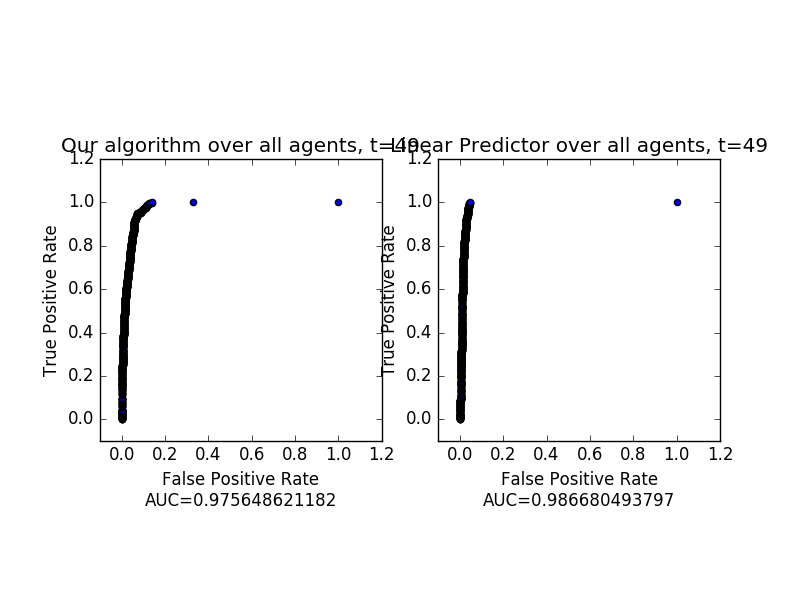 Our algorithm over all agents, t=49
Linear Predictor over all agents, t=49
1.2
1.0
0.8
0.6
0.4
0.2
0.0
True Positive Rate
0.0 0.2 0.4 0.6 0.8 1.0 1.2
False Positive Rate
AUC=0.975648621182
1.2
1.0
0.8
0.6
0.4
0.2
0.0
True Positive Rate
0.0 0.2 0.4 0.6 0.8 1.0 1.2
False Positive Rate
AUC=0.986680493797